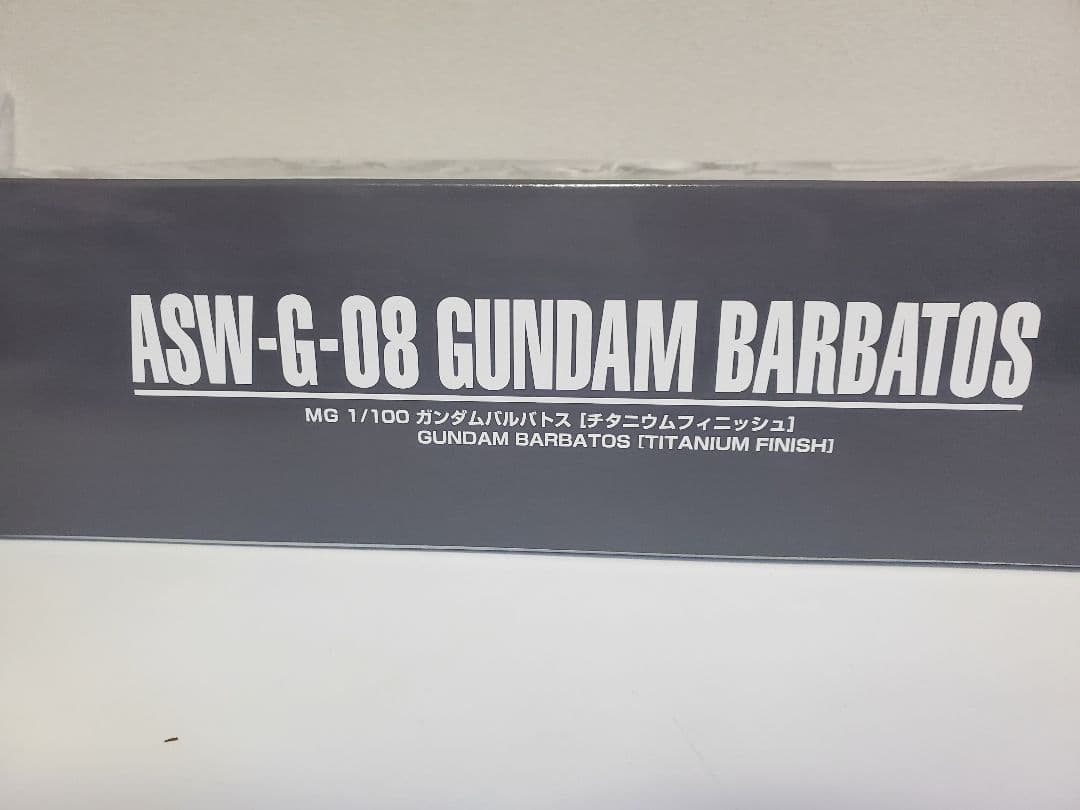 ASW-G-08 GUNDAM BARBATOS
MG 1/100 ガンダムバルバトス [チタニウムフィニッシュ]
GUNDAM BARBATOS [TITANIUM FINISH]